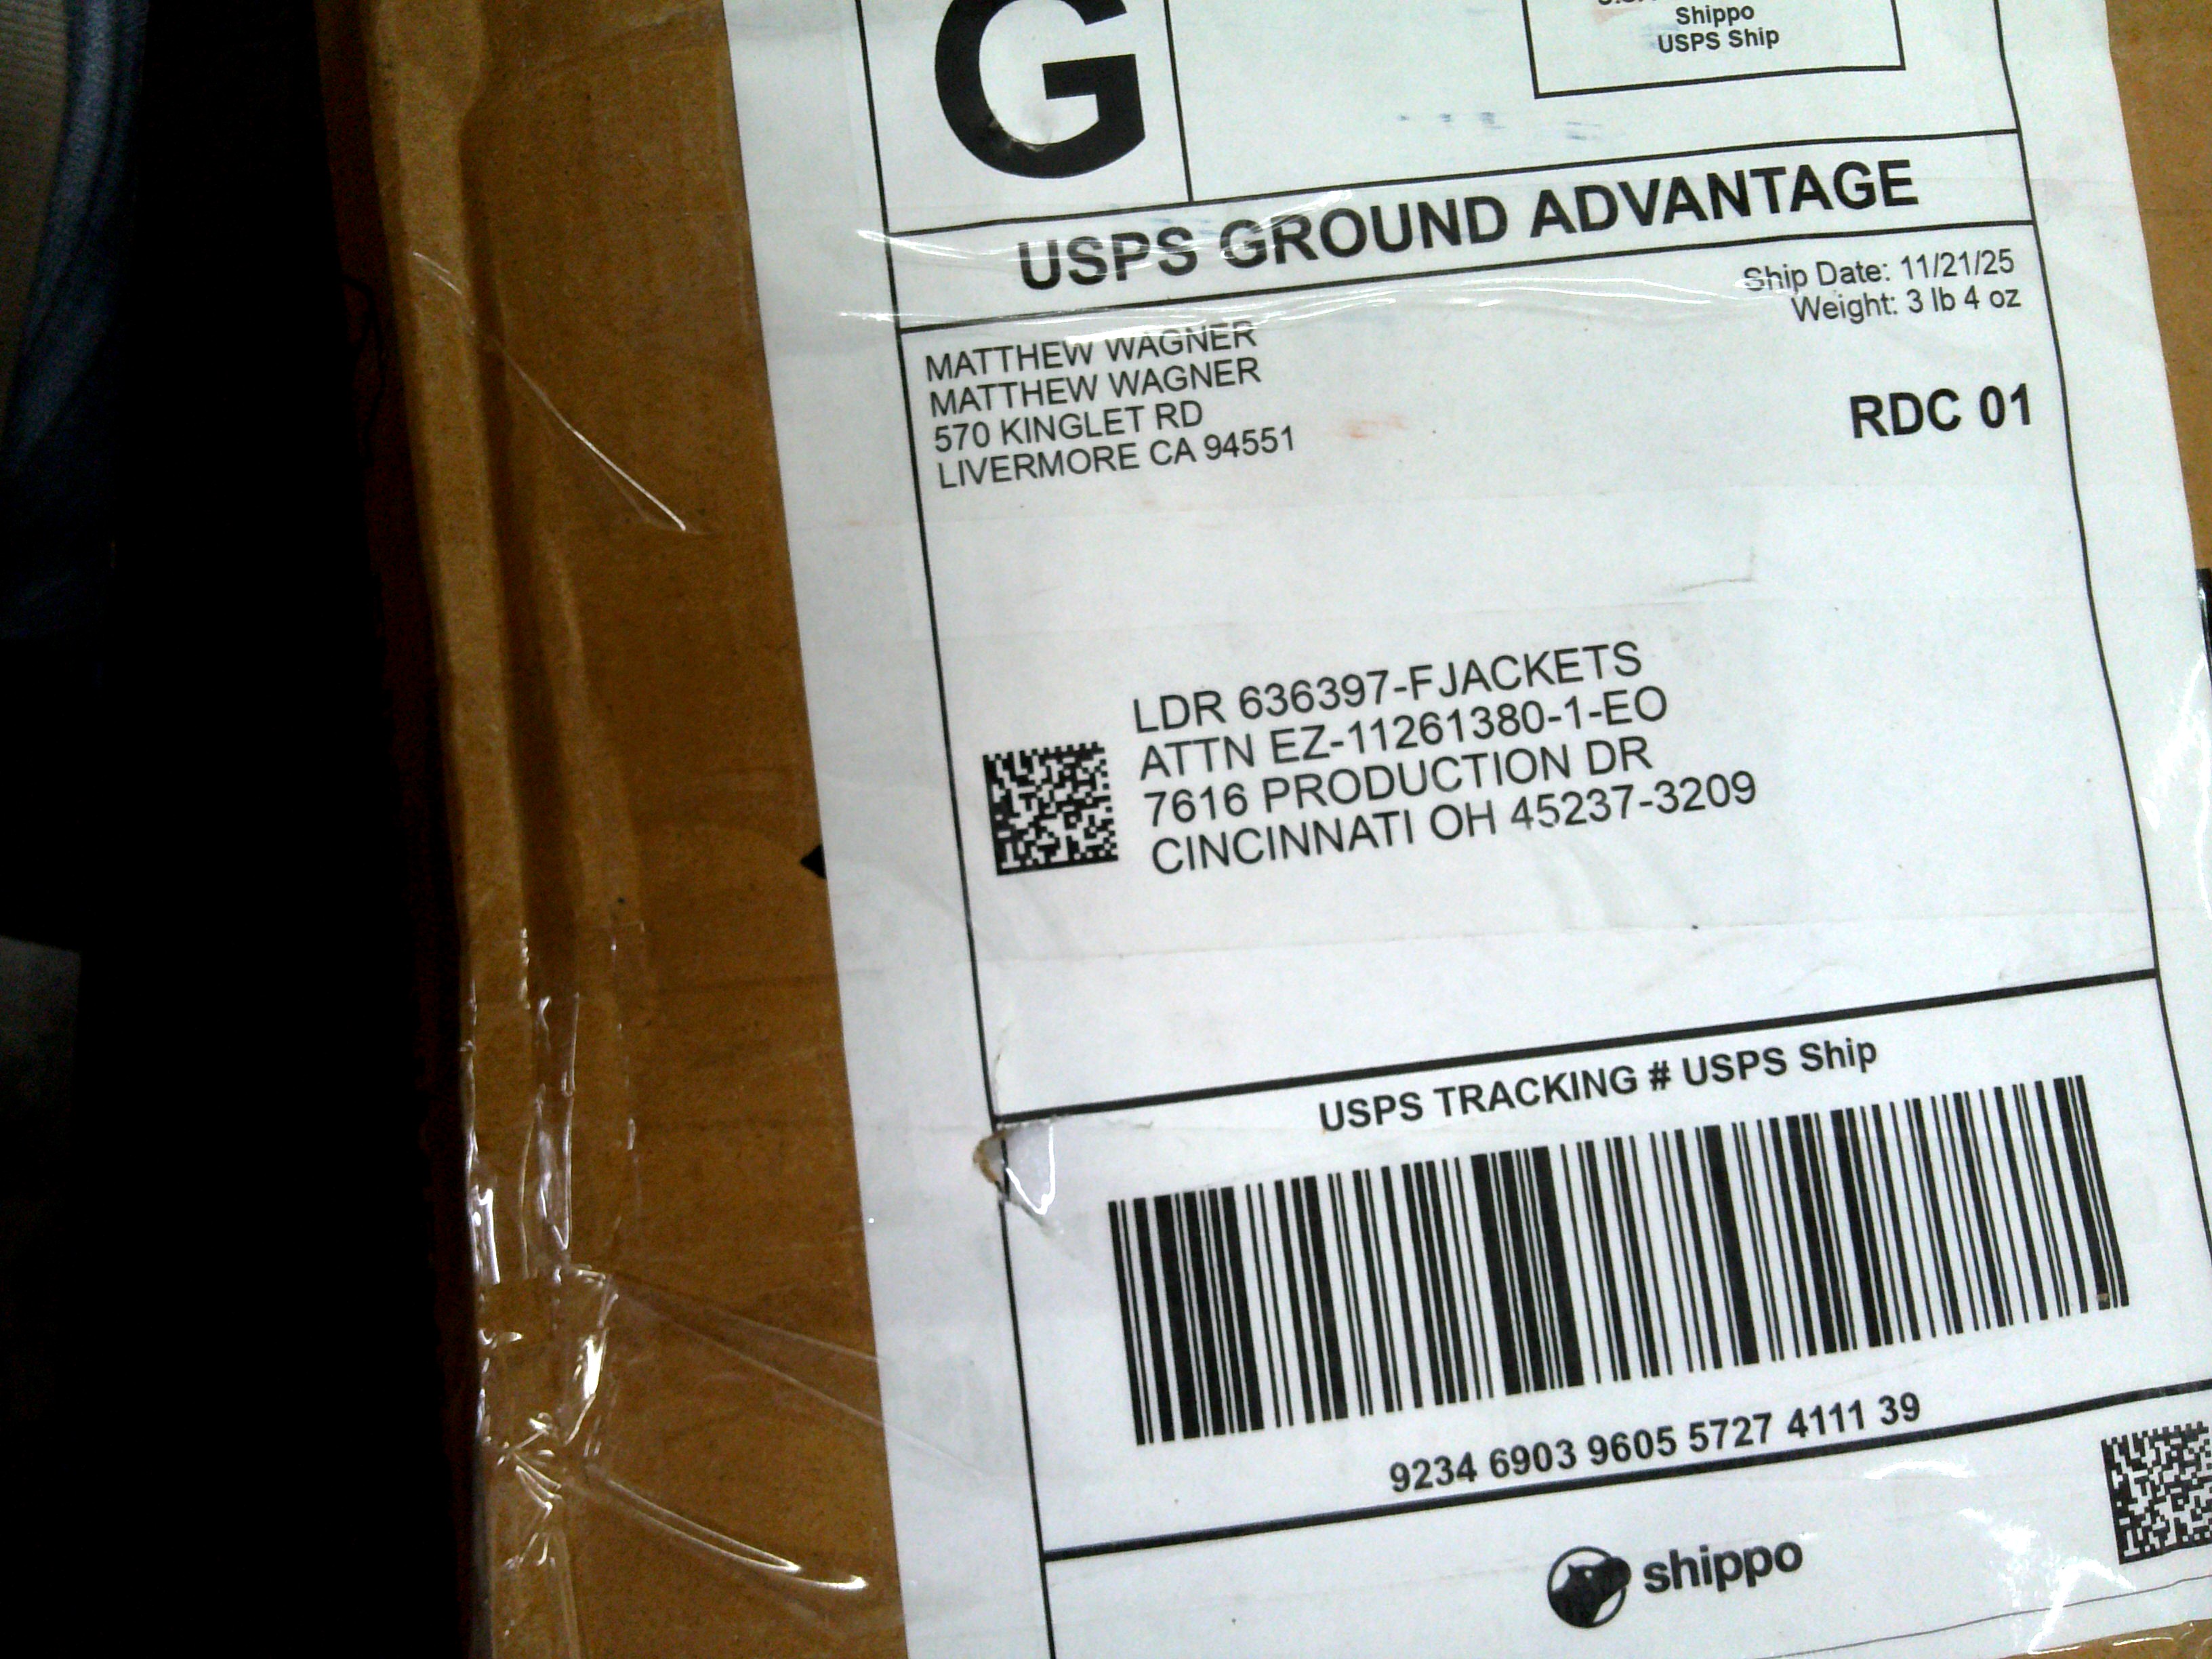 G
Shippo
USPS Ship
USPS GROUND ADVANTAGE
Ship Date: 11/21/25
Weight: 3 lb 4 oz
MATTHEW WAGNER
MATTHEW WAGNER
570 KINGLET RD
LIVERMORE CA 94551
RDC 01
LDR 636397-FJACKETS
ATTN EZ-11261380-1-EO
7616 PRODUCTION DR
CINCINNATI OH 45237-3209
USPS TRACKING # USPS Ship
9234 6903 9605 5727 4111 39
shippo